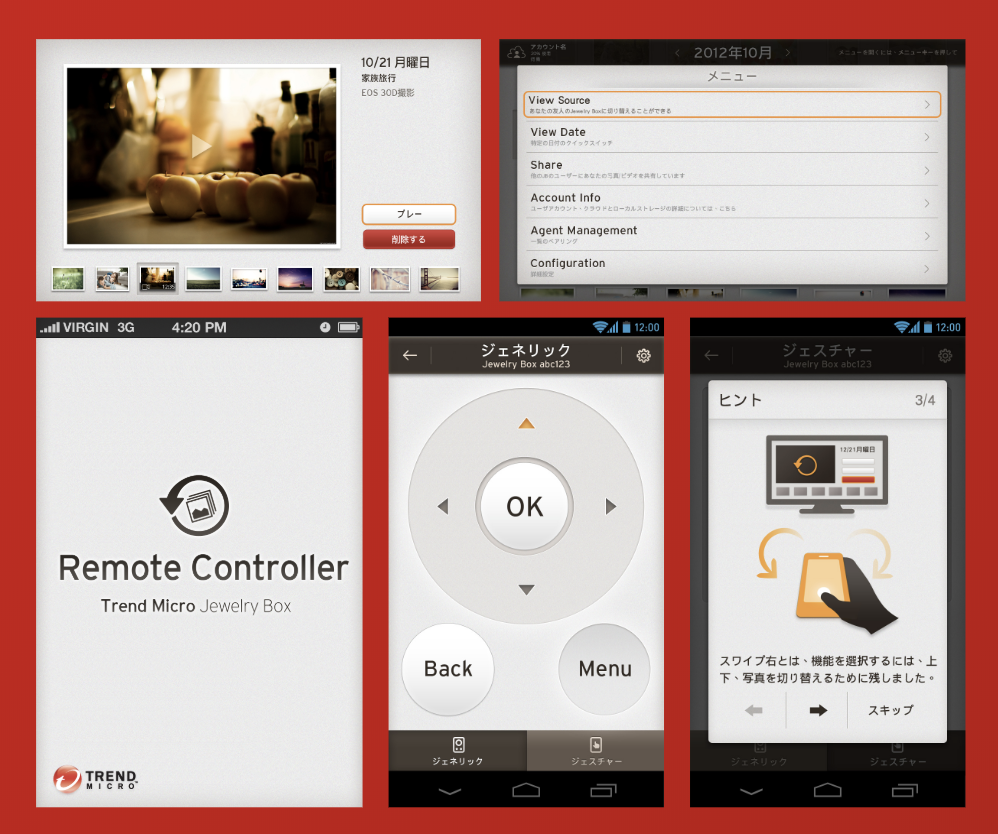 10/21 月曜日
家族旅行
EOS 30D撮影
プレー
削除する
アカウント名
2012年10月
メニューを開くには・メニューキーを押して
メニュー
View Source
あなたの友人のJewelry Boxに切り替えることができる
View Date
特定の日付のクイックスイッチ
Share
他のためのユーザーにあなたの写真/ビデオを共有しています
Account Info
ユーザアカウント・クラウドとローカルストレージの詳細については・こちら
Agent Management
一覧のペアリング
Configuration
詳細設定
VIRGIN 3G 4:20 PM
Remote Controller
Trend Micro Jewelry Box
TREND
MICRO
12:00
ジェネリック
Jewelry Box abc123
OK
Back
Menu
ジェネリック
ジェスチャー
12:00
ジェスチャー
Jewelry Box abc123
ヒント
3/4
12/21月曜日
スワイプ右とは、機能を選択するには、上
下、写真を切り替えるために残しました。
スキップ
ジェネリック
ジェスチャー